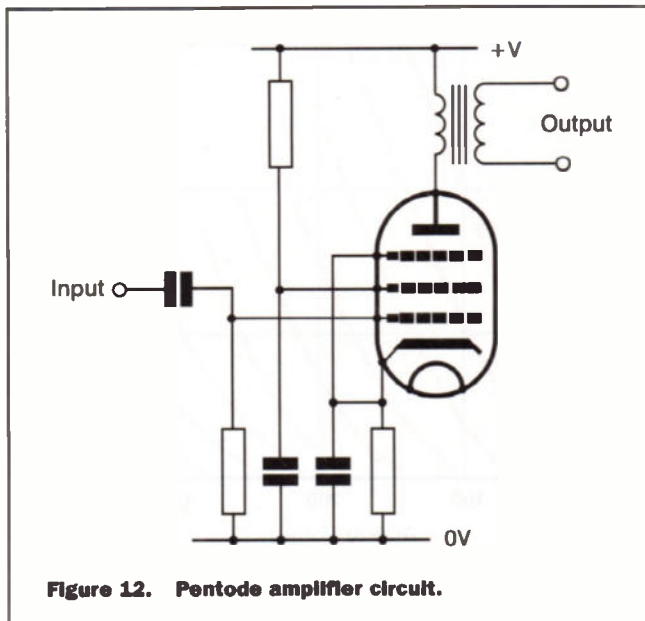 +V
Output
Input
0V
Figure 12. Pentode amplifier circuit.